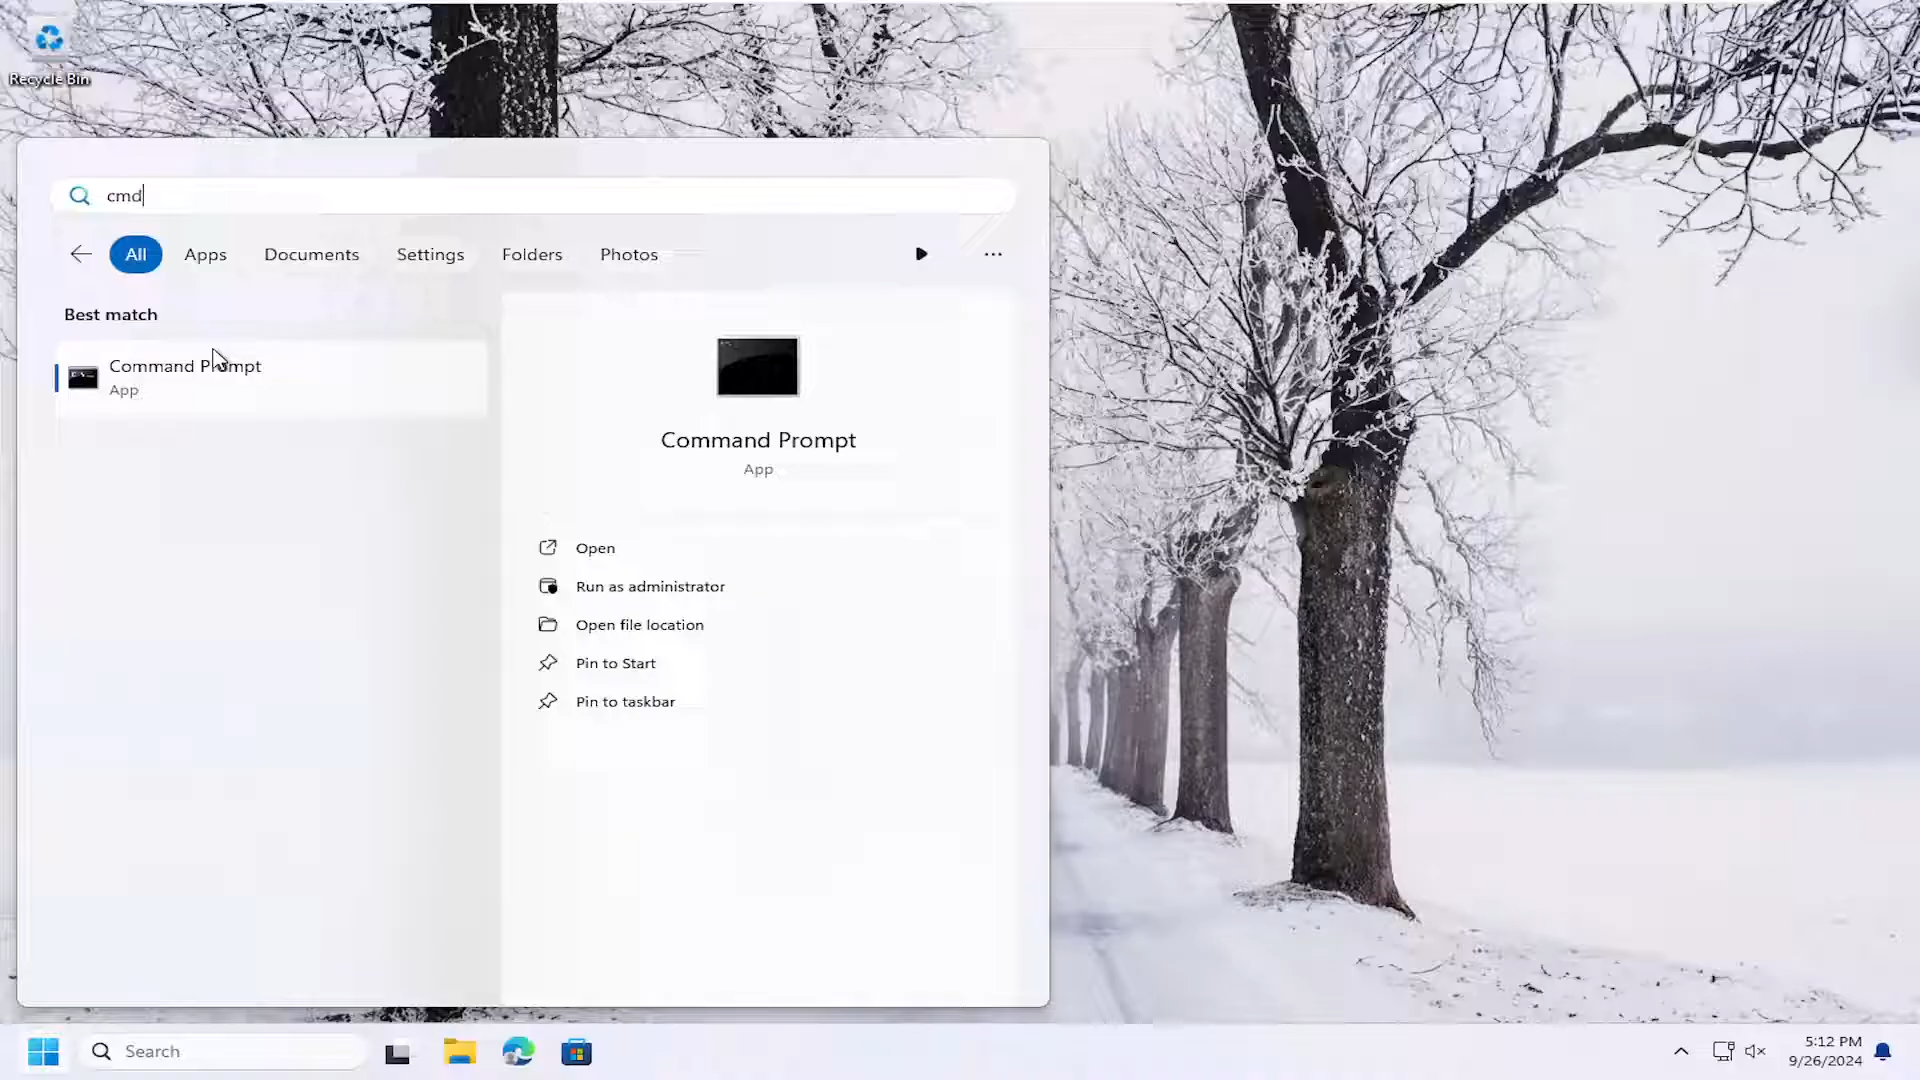 Recycle Bin
cmd
All Apps Documents Settings Folders Photos
Best match
Command Prompt
App
Command Prompt
App
Open
Run as administrator
Open file location
Pin to Start
Pin to taskbar
Search
5:12 PM
9/26/2024